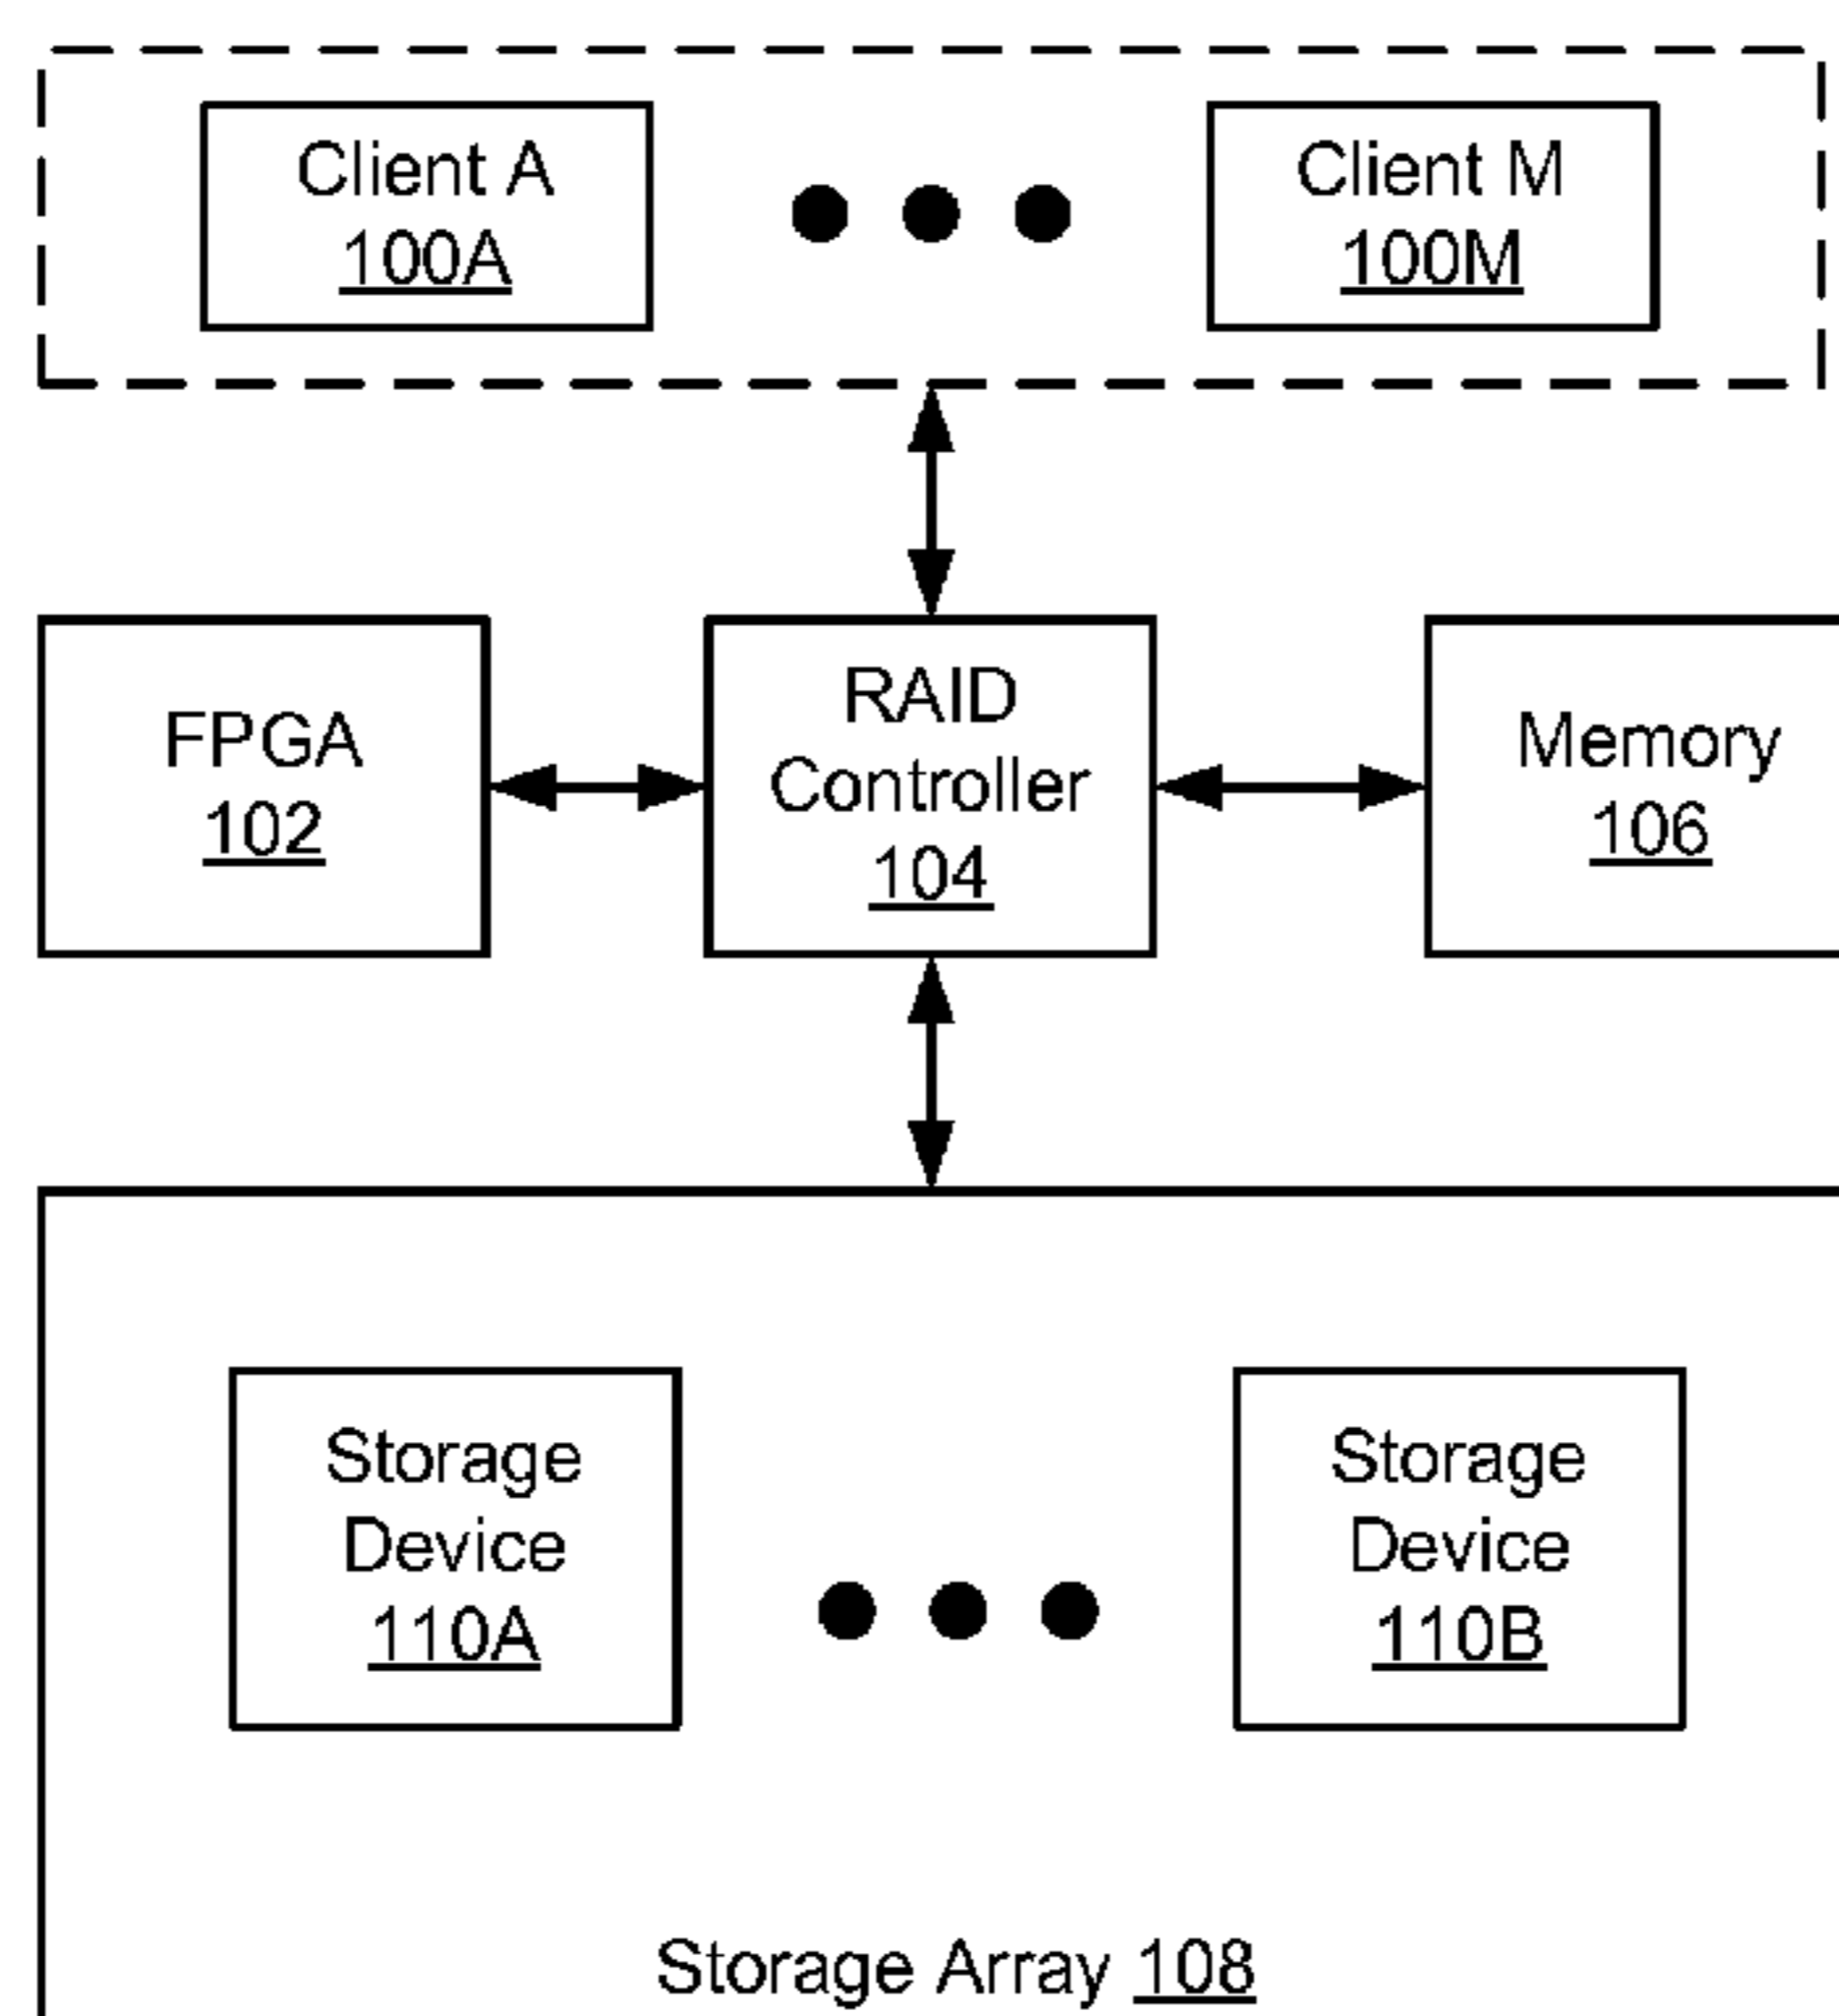 Client A
100A
Client M
100M
FPGA
102
RAID
Controller
104
Memory
106
Storage
Device
110A
Storage
Device
110B
Storage Array 108